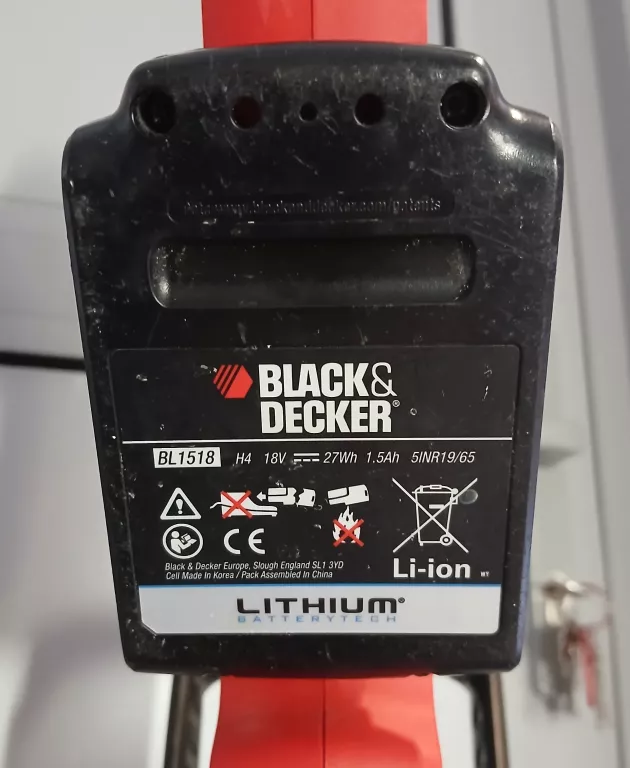 http://www.blackanddecker.com/patents
BLACK&
DECKER®
BL1518 H4 18V ⎓ 27Wh 1.5Ah 5INR19/65
CE
Black & Decker Europe, Slough England SL1 3YD
Cell Made In Korea / Pack Assembled In China
Li-ion
LITHIUM®
BATTERYTECH